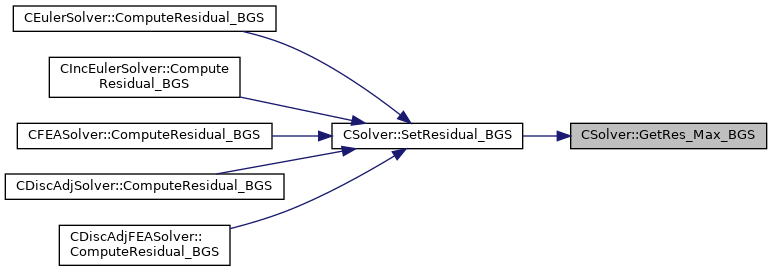 CEulerSolver::ComputeResidual_BGS
CIncEulerSolver::Compute
Residual_BGS
CFEASolver::ComputeResidual_BGS
CSolver::SetResidual_BGS
CSolver::GetRes_Max_BGS
CDiscAdjSolver::ComputeResidual_BGS
CDiscAdjFEASolver::
ComputeResidual_BGS